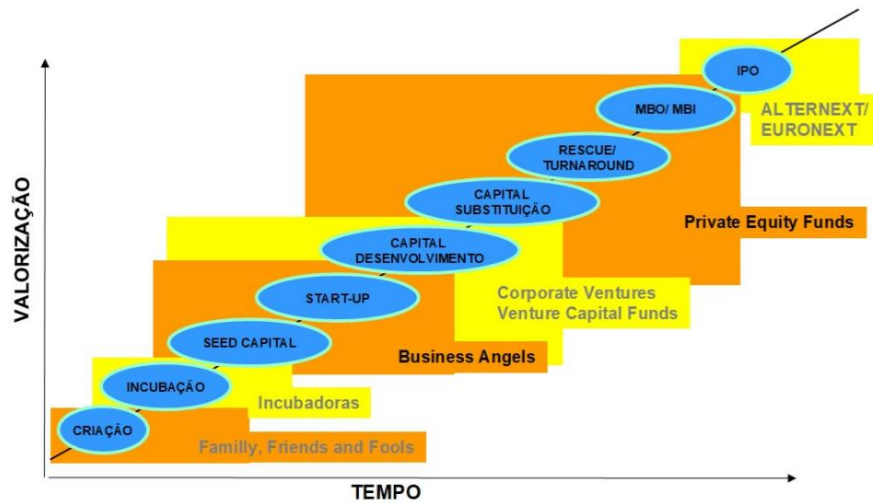 IPO
MBO/ MBI
ALTERNEXT/
EURONEXT
RESCUE/
TURNAROUND
CAPITAL
SUBSTITUIÇÃO
Private Equity Funds
CAPITAL
DESENVOLVIMENTO
VALORIZAÇÃO
START-UP
Corporate Ventures
Venture Capital Funds
SEED CAPITAL
Business Angels
INCUBAÇÃO
Incubadoras
CRIAÇÃO
Familly, Friends and Fools
TEMPO